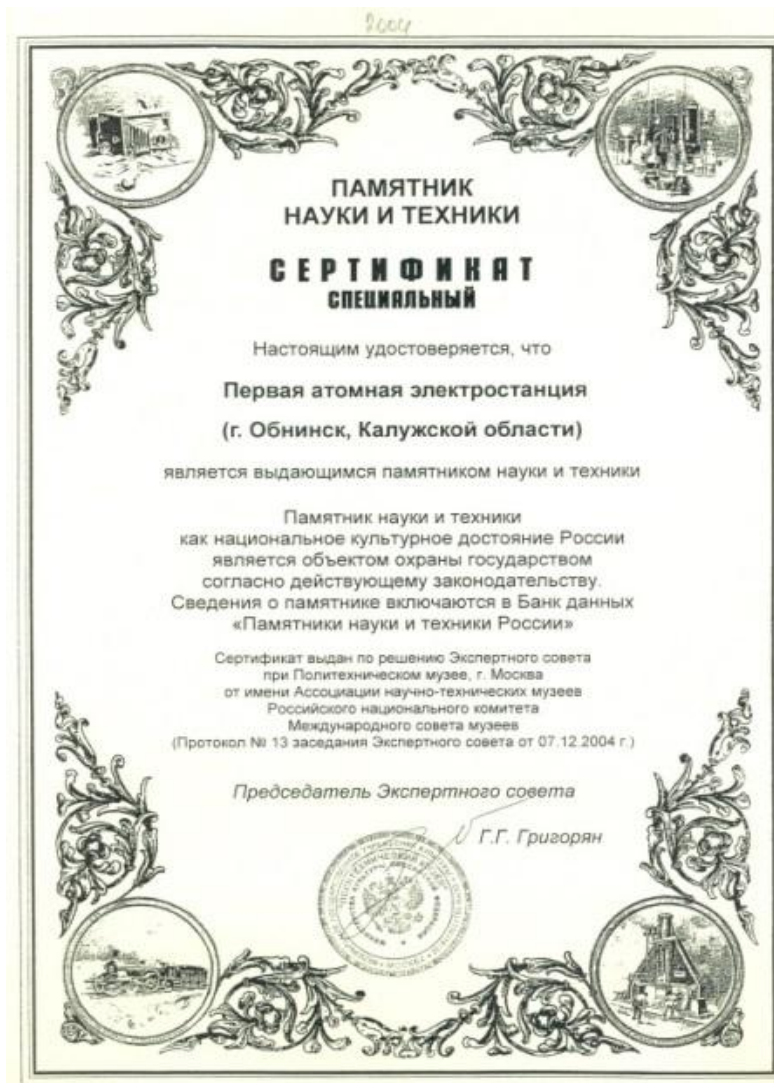 2004
ПАМЯТНИК
НАУКИ И ТЕХНИКИ
СЕРТИФИКАТ
СПЕЦИАЛЬНЫЙ
Настоящим удостоверяется, что
Первая атомная электростанция
(г. Обнинск, Калужской области)
является выдающимся памятником науки и техники
Памятник науки и техники
как национальное культурное достояние России
является объектом охраны государством
согласно действующему законодательству.
Сведения о памятнике включаются в Банк данных
«Памятники науки и техники России»
Сертификат выдан по решению Экспертного совета
при Политехническом музее, г. Москва
от имени Ассоциации научно-технических музеев
Российского национального комитета
Международного совета музеев
(Протокол № 13 заседания Экспертного совета от 07.12.2004 г.)
Председатель Экспертного совета
Г.Г. Григорян